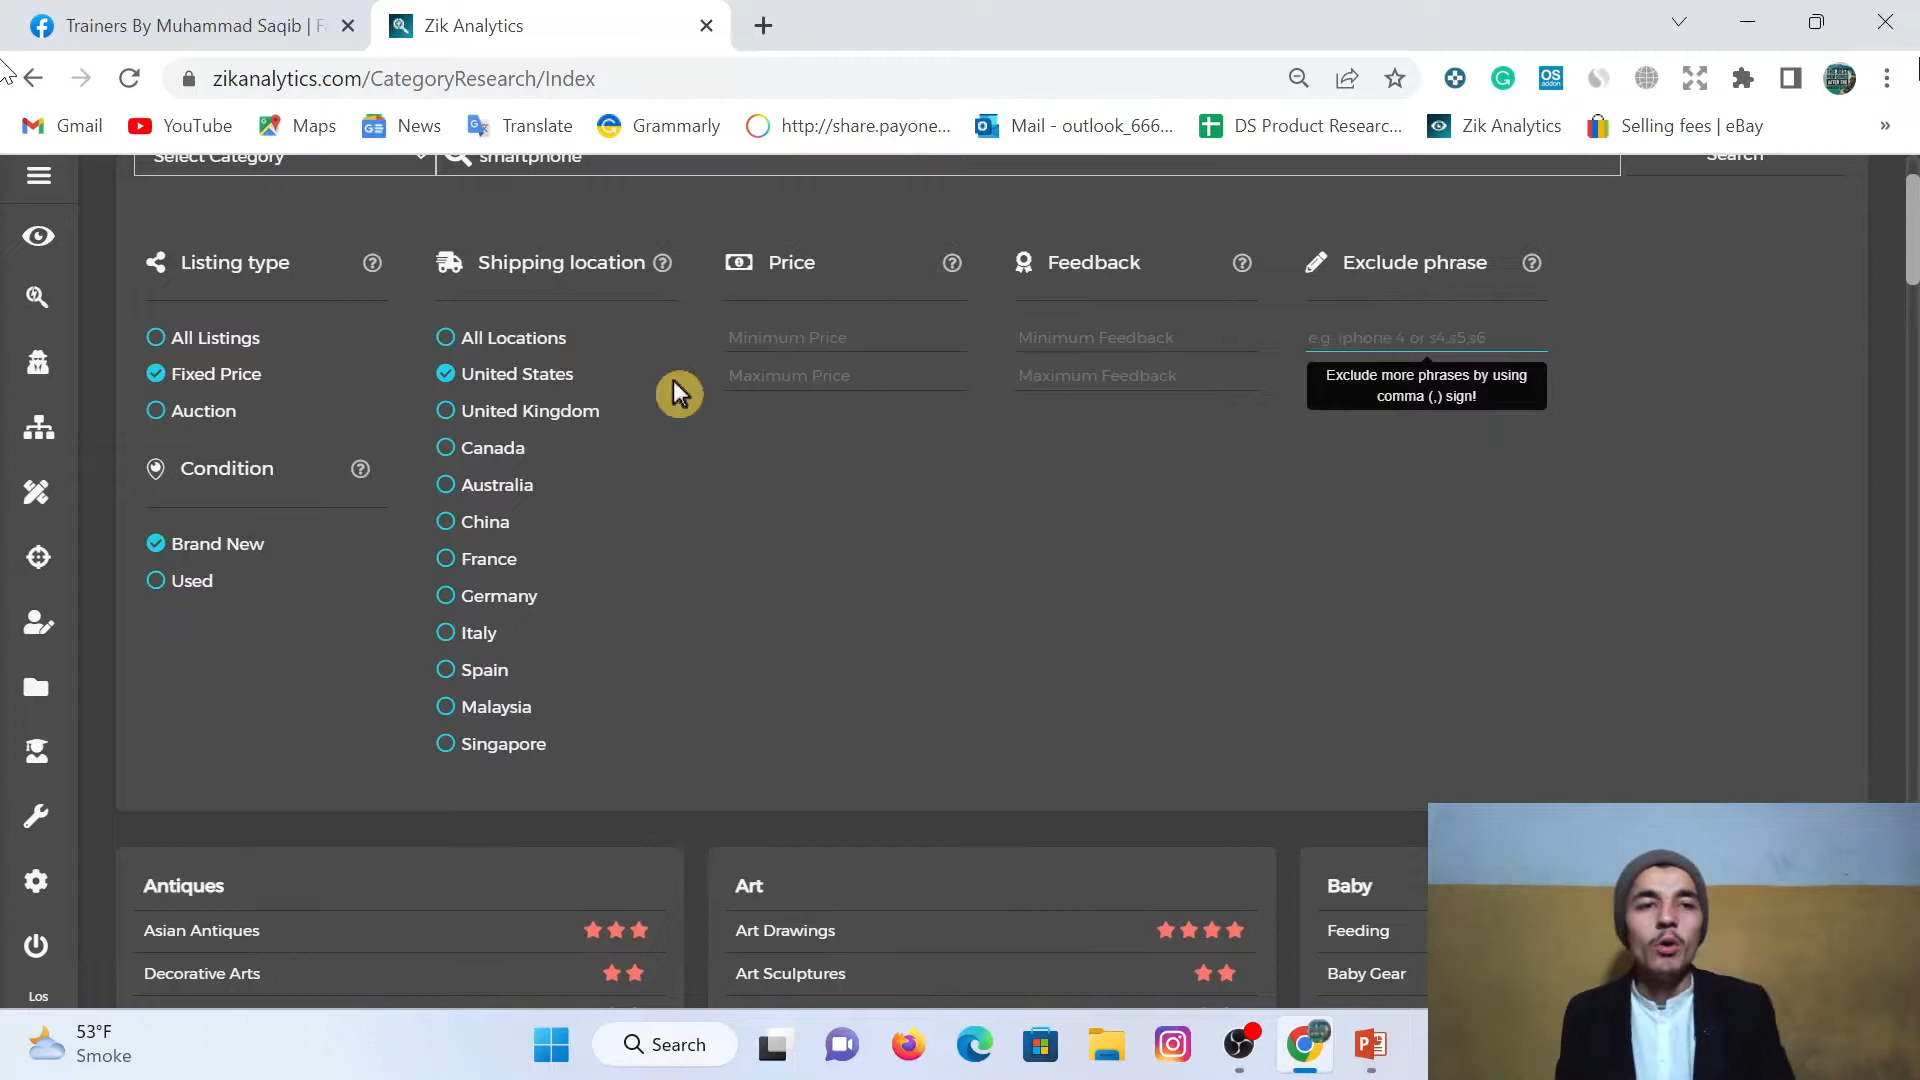 Trainers By Muhammad Saqib | Fa
Zik Analytics
zikanalytics.com/CategoryResearch/Index
OS
addon
Gmail
YouTube
Maps
News
Translate
Grammarly
http://share.payone...
Mail - outlook_666...
DS Product Researc...
Zik Analytics
Selling fees | eBay
»
Select Category
smartphone
Search
Listing type
Shipping location
Price
Feedback
Exclude phrase
All Listings
Fixed Price
Auction
Condition
Brand New
Used
All Locations
United States
United Kingdom
Canada
Australia
China
France
Germany
Italy
Spain
Malaysia
Singapore
Minimum Price
Maximum Price
Minimum Feedback
Maximum Feedback
e.g. iphone 4 or s4,s5,s6
Exclude more phrases by using
comma (,) sign!
Antiques
Asian Antiques
Decorative Arts
Art
Art Drawings
Art Sculptures
Baby
Feeding
Baby Gear
Los
53°F
Smoke
Search